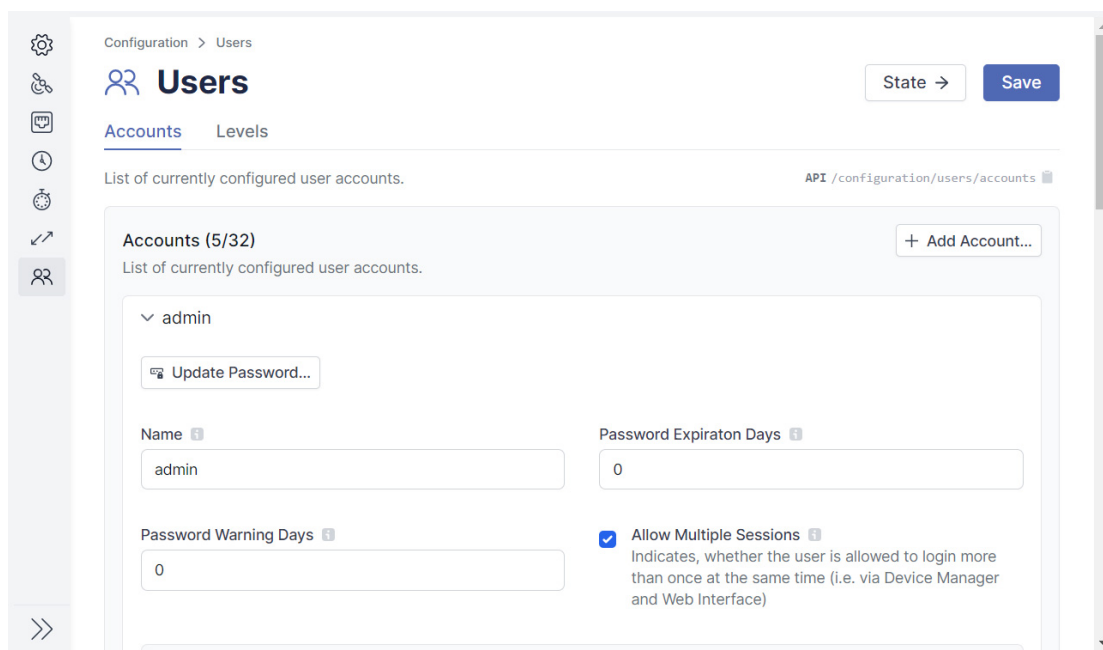 Configuration > Users
Users
State →
Save
Accounts
Levels
List of currently configured user accounts.
API /configuration/users/accounts
Accounts (5/32)
+ Add Account...
List of currently configured user accounts.
admin
Update Password...
Name
Password Expiraton Days
admin
0
Password Warning Days
Allow Multiple Sessions
0
Indicates, whether the user is allowed to login more
than once at the same time (i.e. via Device Manager
and Web Interface)